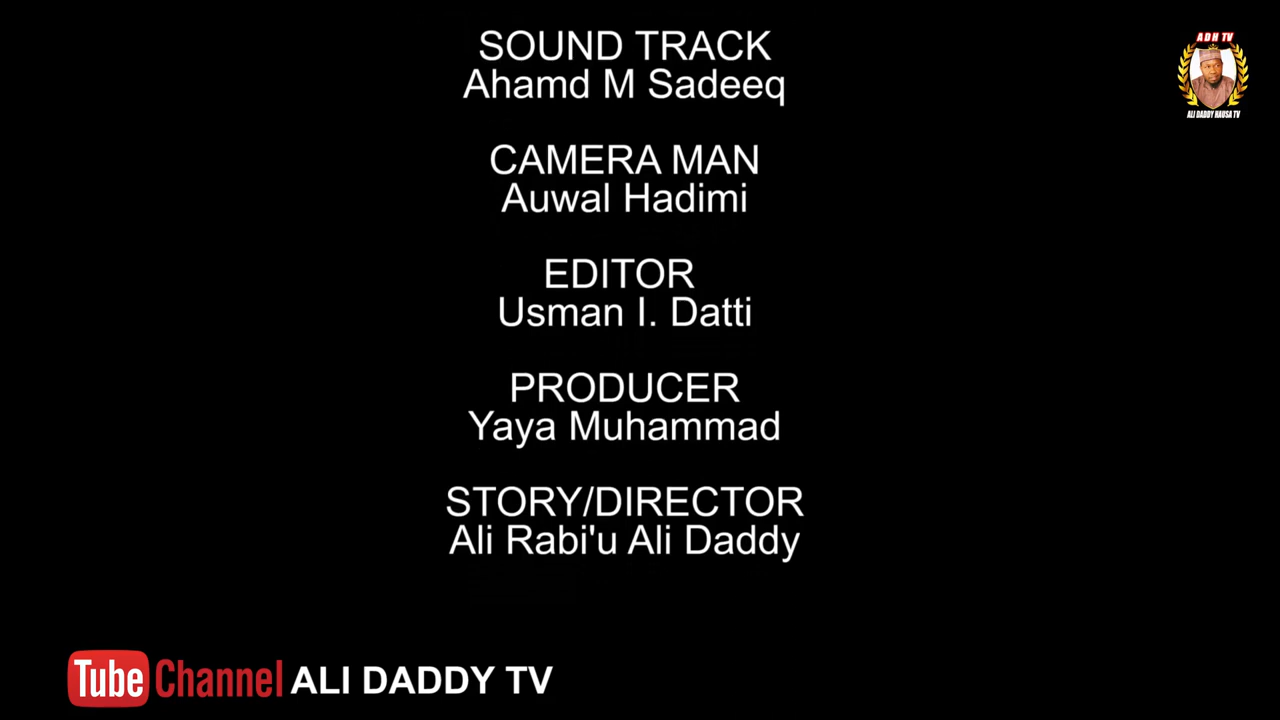 SOUND TRACK
Ahamd M Sadeeq
CAMERA MAN
Auwal Hadimi
EDITOR
Usman I. Datti
PRODUCER
Yaya Muhammad
STORY/DIRECTOR
Ali Rabi'u Ali Daddy
Tube Channel ALI DADDY TV
ADH TV
ALI DADDY HAUSA TV